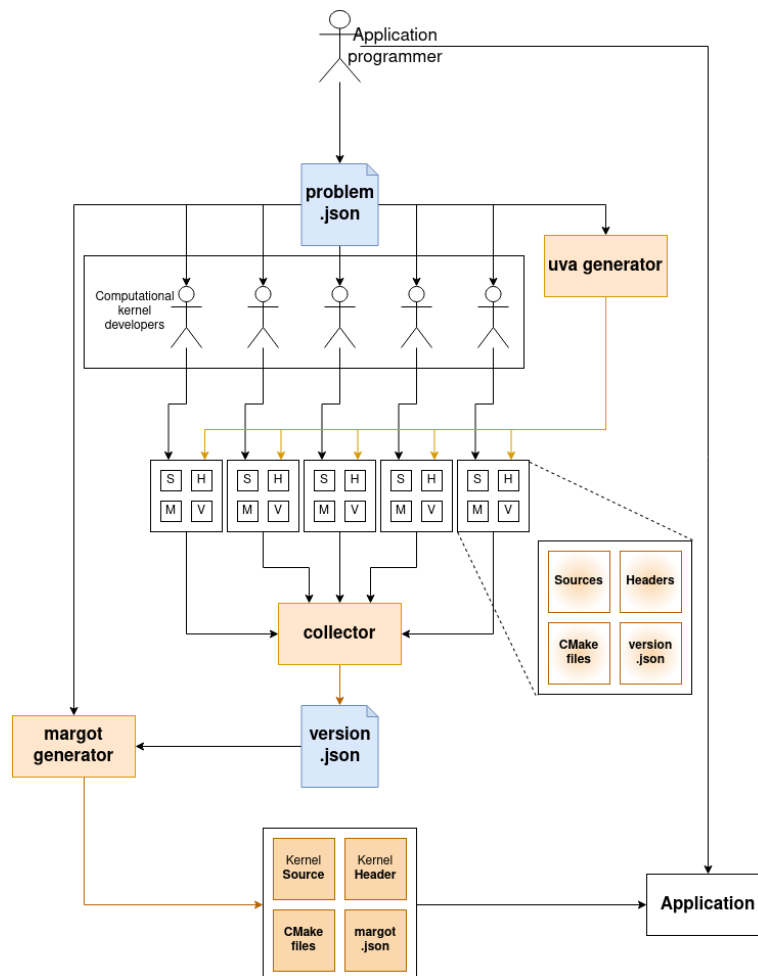 Application
programmer
problem
.json
uva generator
Computational
kernel
developers
S H S H S H S H S H
M V M V M V M V M V
Sources Headers
CMake
files
version
.json
collector
margot
generator
version
.json
Kernel
Source
Kernel
Header
CMake
files
margot
.json
Application